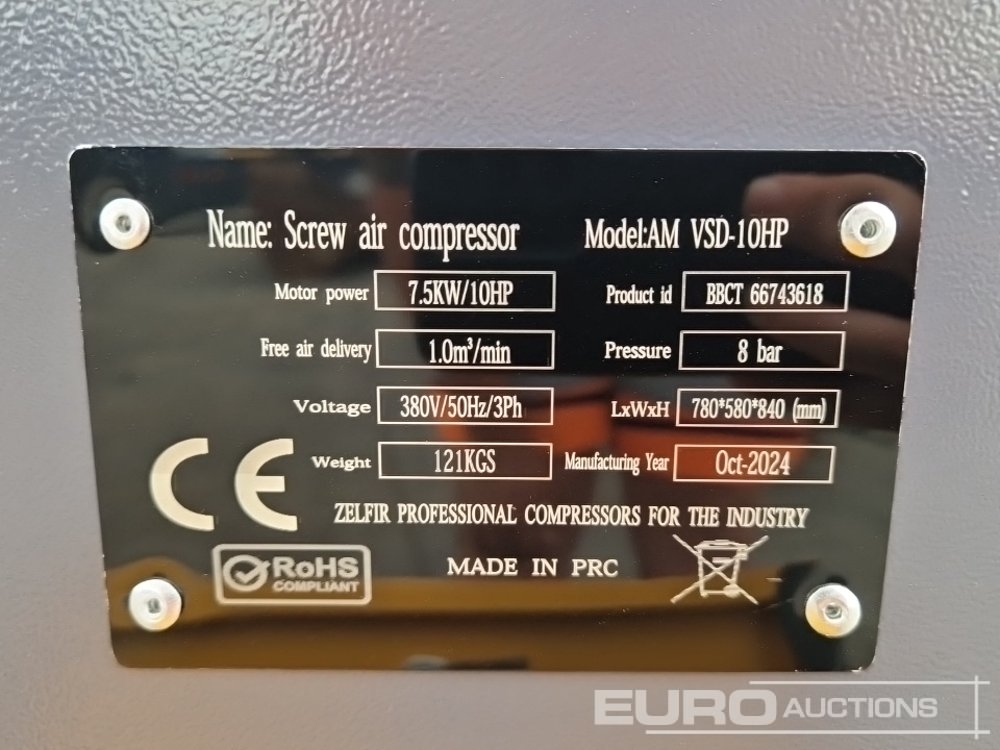 Name: Screw air compressor Model:AM VSD-10HP
Motor power 7.5KW/10HP Product id BBCT 66743618
Free air delivery 1.0m³/min Pressure 8 bar
Voltage 380V/50Hz/3Ph LxWxH 780*580*840 (mm)
Weight 121KGS Manufacturing Year Oct-2024
CE
ZELFIR PROFESSIONAL COMPRESSORS FOR THE INDUSTRY
RoHS
COMPLIANT
MADE IN PRC
EURO AUCTIONS